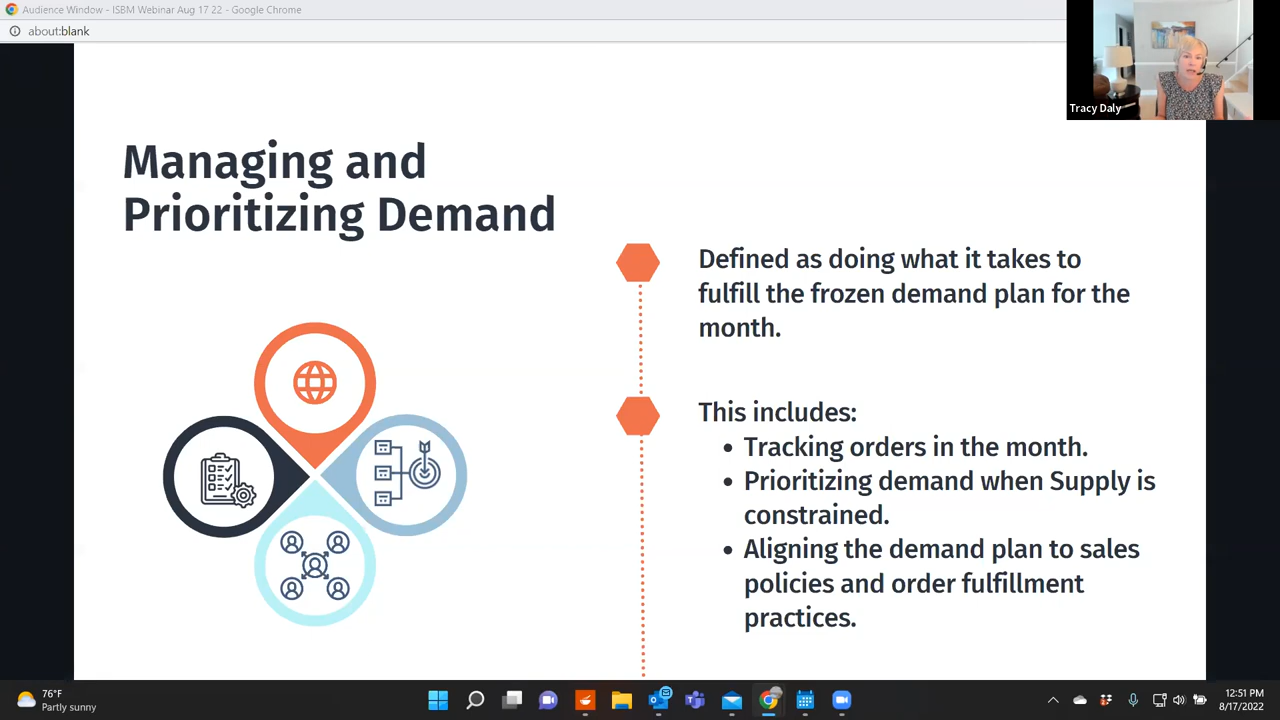 Audience Window - ISBM Webinar Aug 17 22 - Google Chrome
about:blank
Tracy Daly
Managing and
Prioritizing Demand
Defined as doing what it takes to
fulfill the frozen demand plan for the
month.
This includes:
• Tracking orders in the month.
• Prioritizing demand when Supply is
constrained.
• Aligning the demand plan to sales
policies and order fulfillment
practices.
76°F
Partly sunny
12:51 PM
8/17/2022